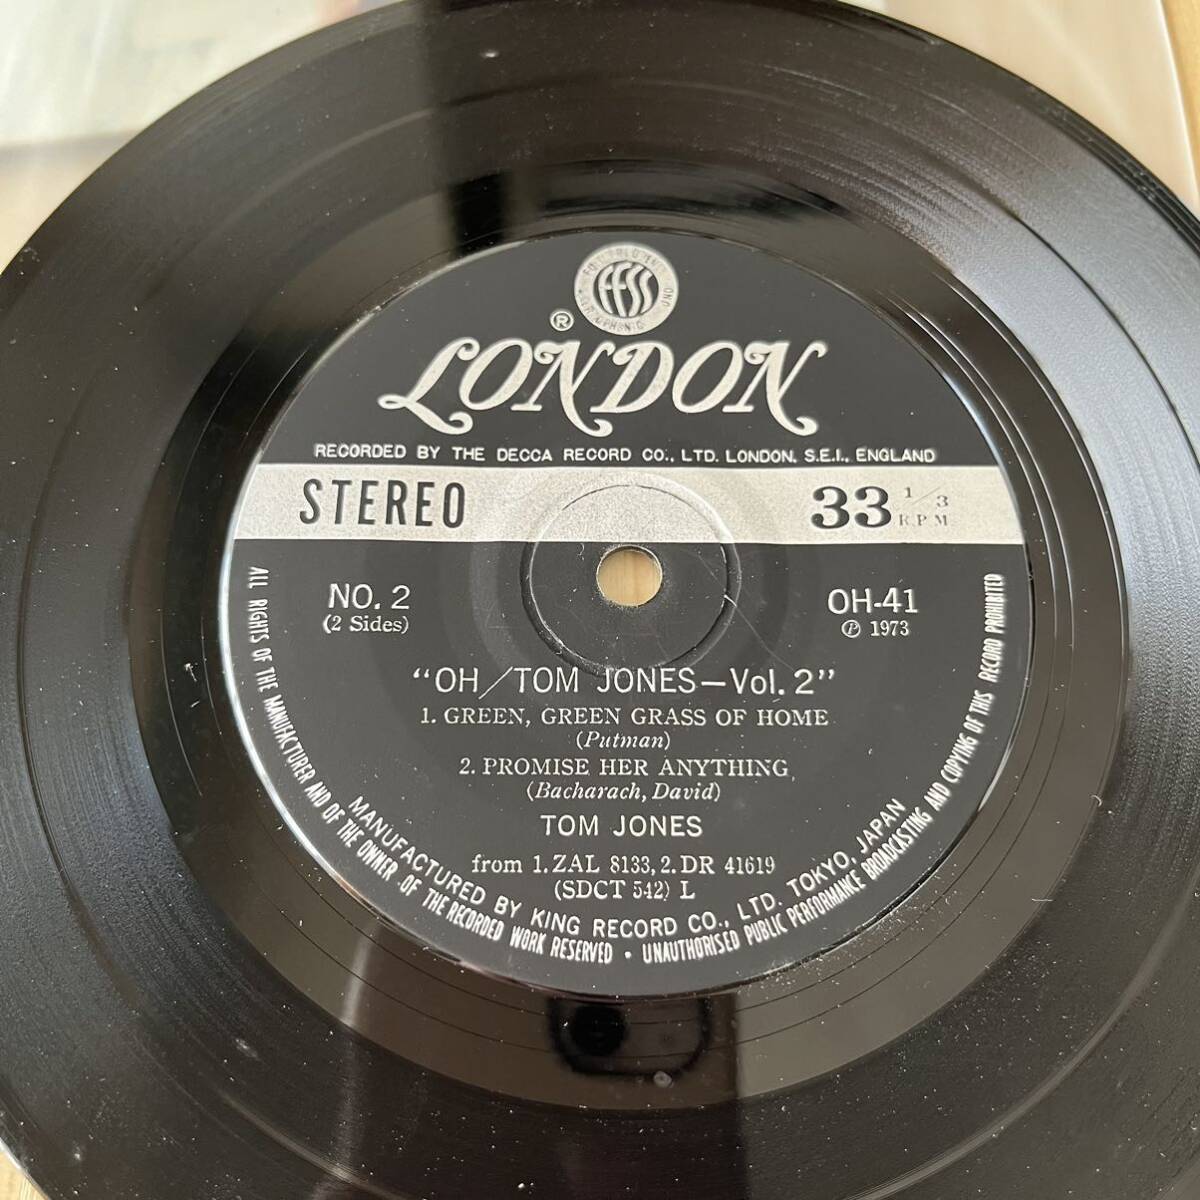 FFSS
®
LONDON
RECORDED BY THE DECCA RECORD CO., LTD. LONDON. S.E.I., ENGLAND
STEREO
33 1/3 R.P.M
NO. 2
(2 Sides)
OH-41
Ⓟ 1973
“OH/TOM JONES—Vol. 2”
1. GREEN, GREEN GRASS OF HOME
(Putman)
2. PROMISE HER ANYTHING
(Bacharach, David)
TOM JONES
from 1. ZAL 8133, 2. DR 41619
(SDCT 542) L
MANUFACTURED BY KING RECORD CO., LTD. TOKYO, JAPAN
ALL RIGHTS OF THE MANUFACTURER AND OF THE OWNER OF THE RECORDED WORK RESERVED • UNAUTHORISED PUBLIC PERFORMANCE BROADCASTING AND COPYING OF THIS RECORD PROHIBITED